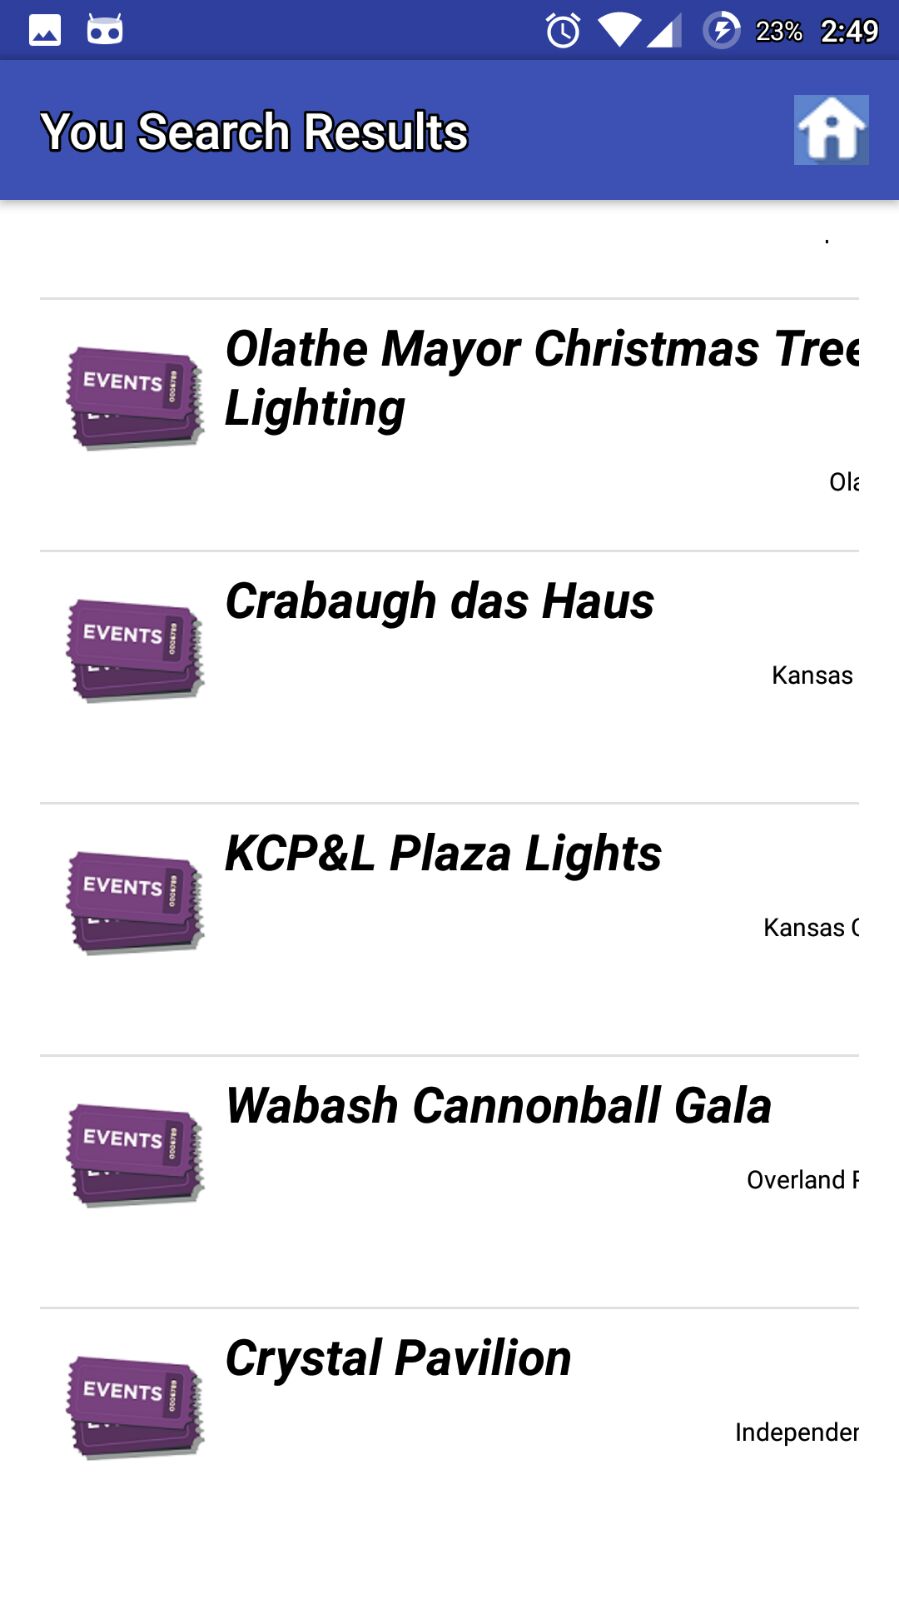 23% 2:49
You Search Results
.
Olathe Mayor Christmas Tree
Lighting
EVENTS
Ola
Crabaugh das Haus
EVENTS
Kansas
KCP&L Plaza Lights
EVENTS
Kansas C
Wabash Cannonball Gala
EVENTS
Overland P
Crystal Pavilion
EVENTS
Independen